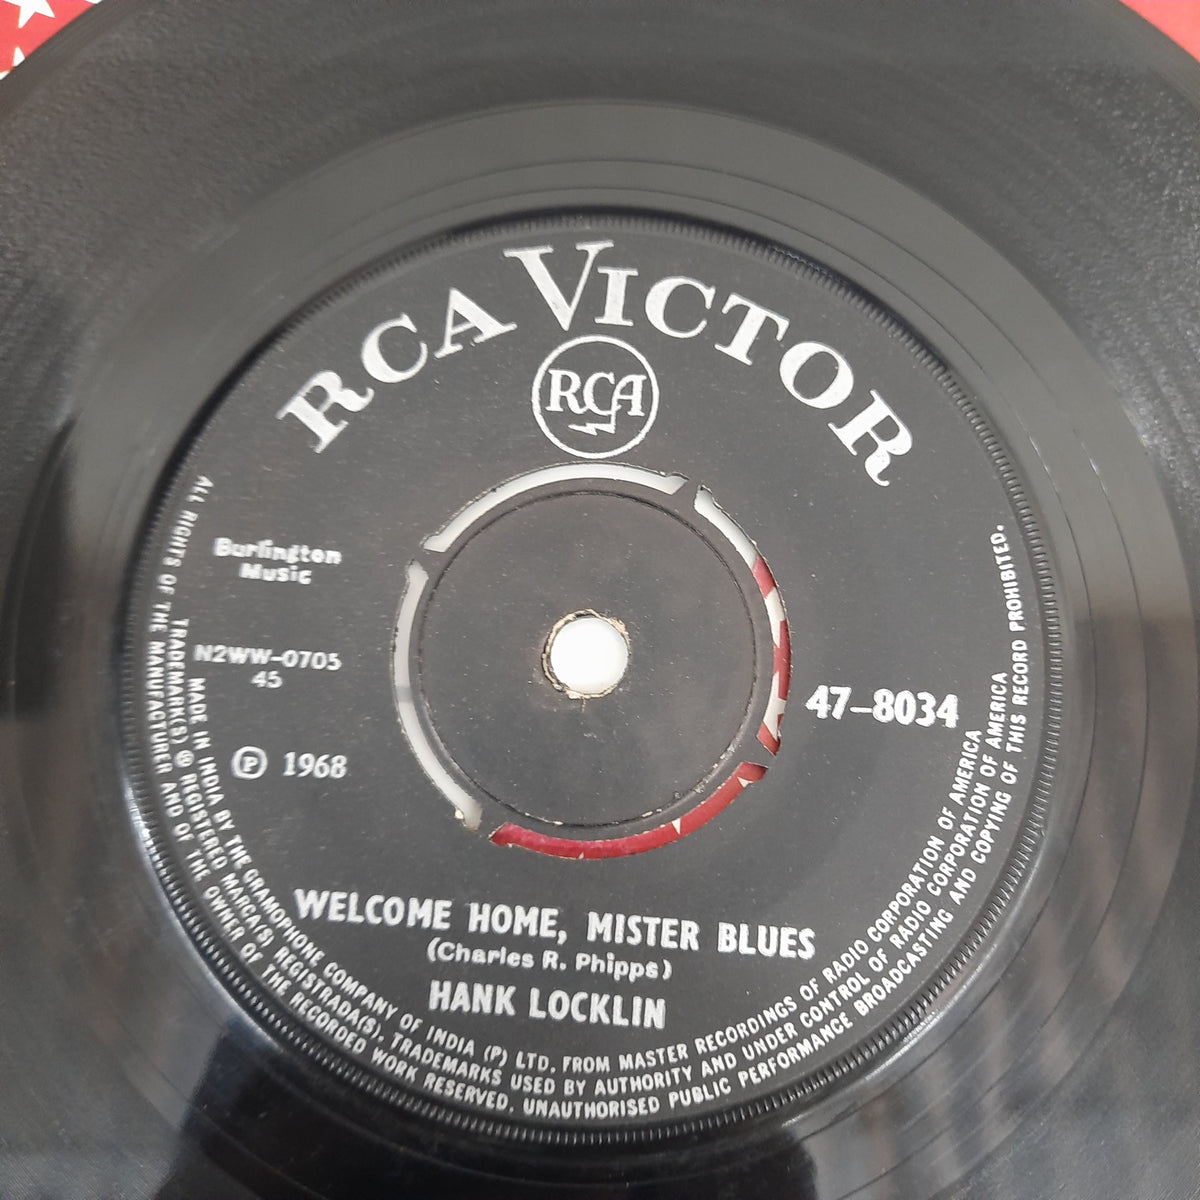 RCA VICTOR
RCA
Burlington
Music
N2WW-0705
45
Ⓟ 1968
47-8034
WELCOME HOME, MISTER BLUES
(Charles R. Phipps)
HANK LOCKLIN
MADE IN INDIA BY THE GRAMOPHONE COMPANY OF INDIA (P) LTD. FROM MASTER RECORDINGS OF RADIO CORPORATION OF AMERICA
TRADEMARK(S) ® REGISTERED MARCA(S) REGISTRADA(S). TRADEMARKS USED BY AUTHORITY AND UNDER CONTROL OF RADIO CORPORATION OF AMERICA
ALL RIGHTS OF THE MANUFACTURER AND OF THE OWNER OF THE RECORDED WORK RESERVED. UNAUTHORISED PUBLIC PERFORMANCE BROADCASTING AND COPYING OF THIS RECORD PROHIBITED.